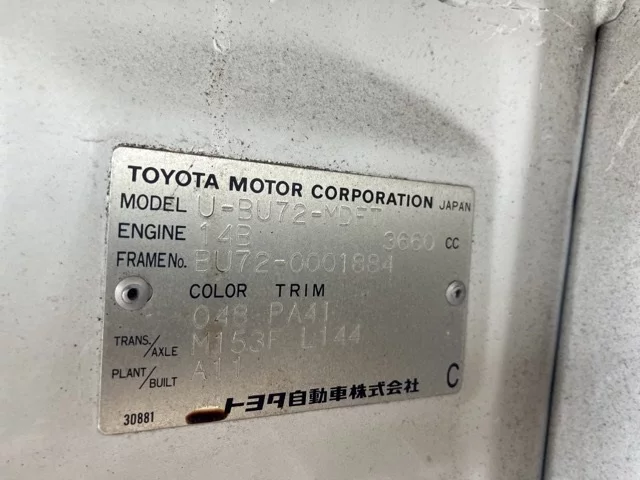 TOYOTA MOTOR CORPORATION JAPAN
MODEL U-BU72-MDFT
ENGINE 14B 3660 CC
FRAME No. BU72-0001884
COLOR TRIM
048 PA41
TRANS./AXLE M153F L144
PLANT/BUILT
トヨタ自動車株式会社 C
30881